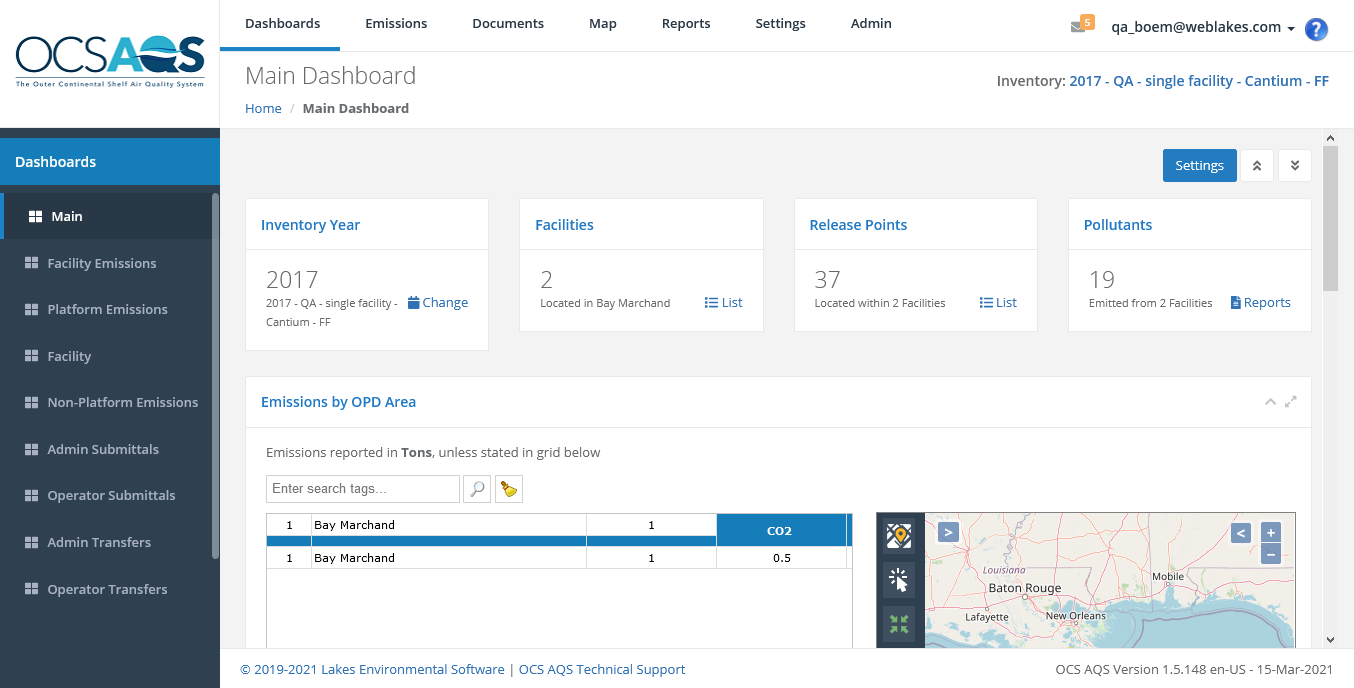 OCSAQS
The Outer Continental Shelf Air Quality System
Dashboards Emissions Documents Map Reports Settings Admin
5 qa_boem@weblakes.com ?
Main Dashboard
Inventory: 2017 - QA - single facility - Cantium - FF
Home / Main Dashboard
Dashboards
Main
Facility Emissions
Platform Emissions
Facility
Non-Platform Emissions
Admin Submittals
Operator Submittals
Admin Transfers
Operator Transfers
Settings
Inventory Year
2017
2017 - QA - single facility -
Cantium - FF
Change
Facilities
2
Located in Bay Marchand
List
Release Points
37
Located within 2 Facilities
List
Pollutants
19
Emitted from 2 Facilities
Reports
Emissions by OPD Area
Emissions reported in Tons, unless stated in grid below
Enter search tags...
1 Bay Marchand 1 CO2
1 Bay Marchand 1 0.5
> < +
−
Louisiana
Mobile
Baton Rouge
Lafayette
New Orleans
© 2019-2021 Lakes Environmental Software | OCS AQS Technical Support
OCS AQS Version 1.5.148 en-US - 15-Mar-2021